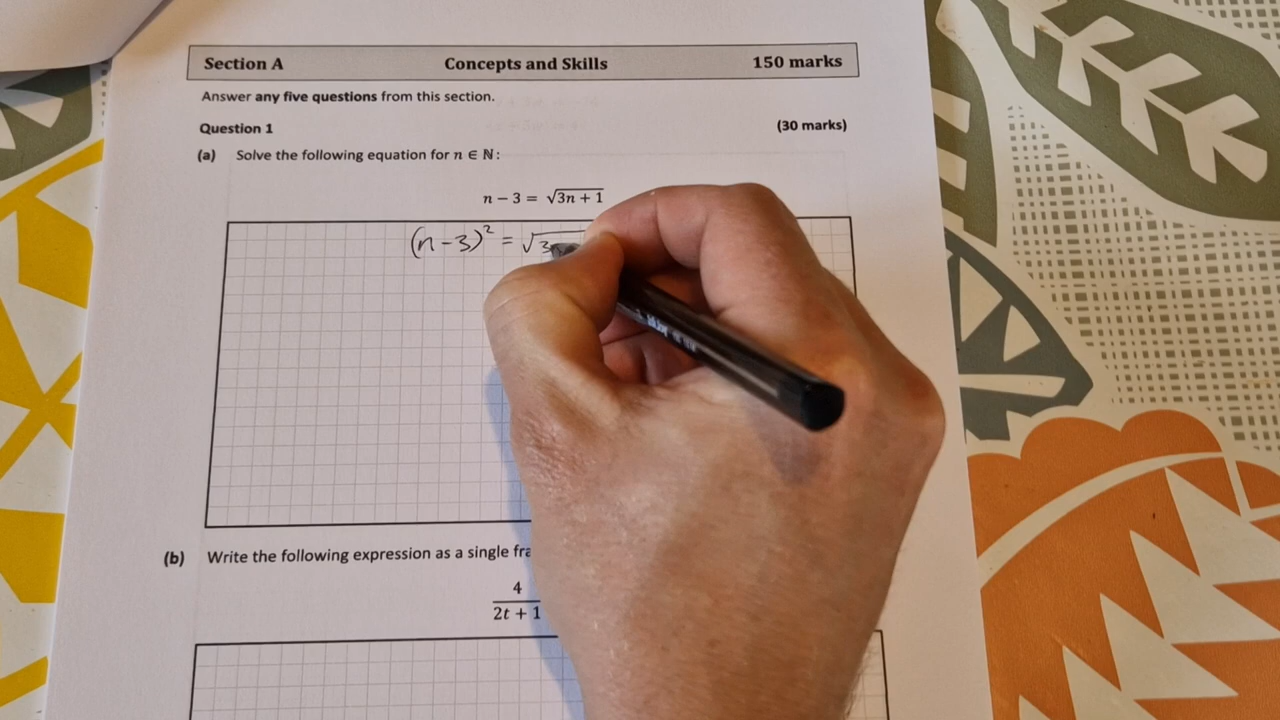 Section A Concepts and Skills 150 marks
Answer any five questions from this section.
Question 1 (30 marks)
(a) Solve the following equation for n ∈ ℕ:
n − 3 = √3n + 1
(n-3)² = √3
(b) Write the following expression as a single
4
2t + 1